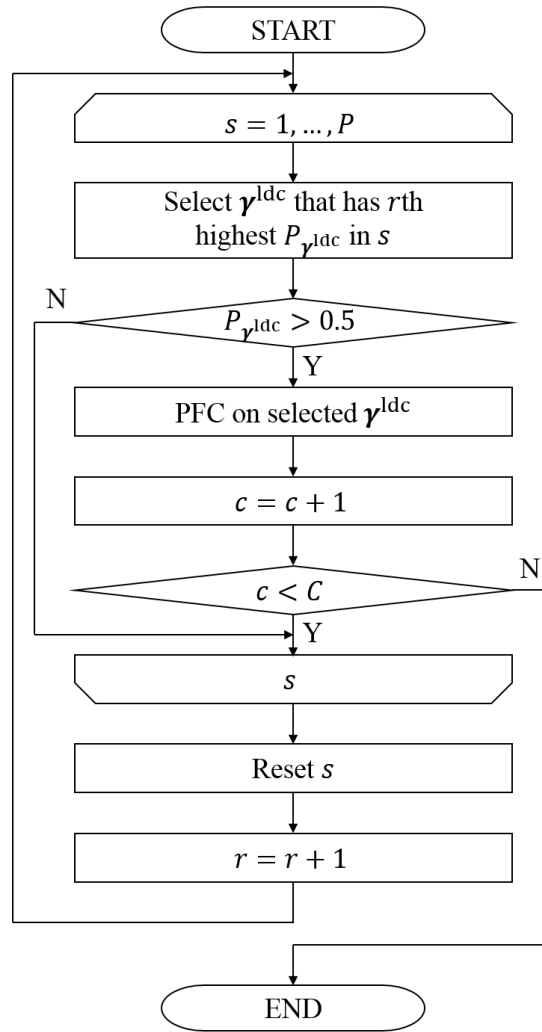 START
s = 1, … , P
Select γ^ldc that has rth
highest P_γ^ldc in s
N
P_γ^ldc > 0.5
Y
PFC on selected γ^ldc
c = c + 1
N
c < C
Y
s
Reset s
r = r + 1
END